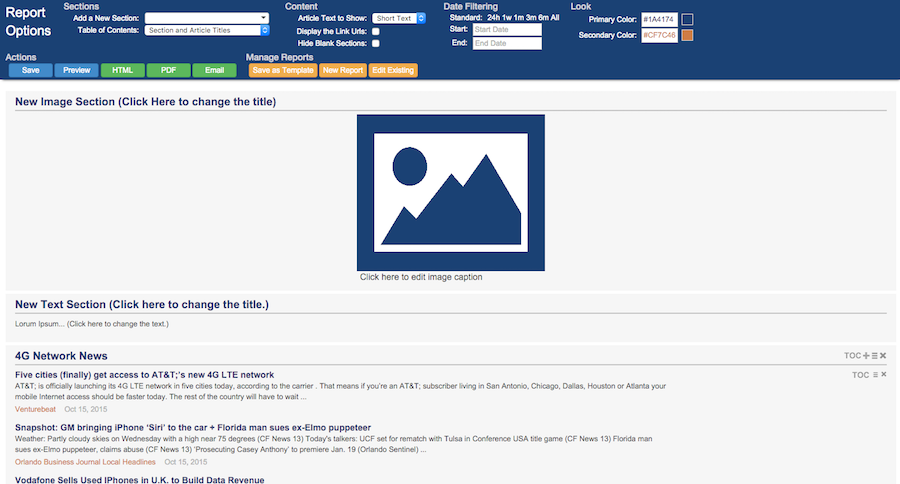 Report
Options
Sections
Add a New Section:
Table of Contents: Section and Article Titles
Content
Article Text to Show: Short Text
Display the Link Urls:
Hide Blank Sections:
Date Filtering
Standard: 24h 1w 1m 3m 6m All
Start: Start Date
End: End Date
Look
Primary Color: #1A4174
Secondary Color: #CF7C46
Actions
Save Preview HTML PDF Email
Manage Reports
Save as Template New Report Edit Existing
New Image Section (Click Here to change the title)
Click here to edit image caption
New Text Section (Click here to change the title.)
Lorum Ipsum... (Click here to change the text.)
4G Network News TOC
Five cities (finally) get access to AT&T;'s new 4G LTE network TOC
AT&T; is officially launching its 4G LTE network in five cities today, according to the carrier . That means if you're an AT&T; subscriber living in San Antonio, Chicago, Dallas, Houston or Atlanta your
mobile Internet access should be faster today. The rest of the country will have to wait ...
Venturebeat Oct 15, 2015
Snapshot: GM bringing iPhone 'Siri' to the car + Florida man sues ex-Elmo puppeteer
Weather: Partly cloudy skies on Wednesday with a high near 75 degrees (CF News 13) Today's talkers: UCF set for rematch with Tulsa in Conference USA title game (CF News 13) Florida man
sues ex-Elmo puppeteer, claims abuse (CF News 13) 'Prosecuting Casey Anthony' to premiere Jan. 19 (Orlando Sentinel) ...
Orlando Business Journal Local Headlines Oct 15, 2015
Vodafone Sells Used IPhones in U.K. to Build Data Revenue